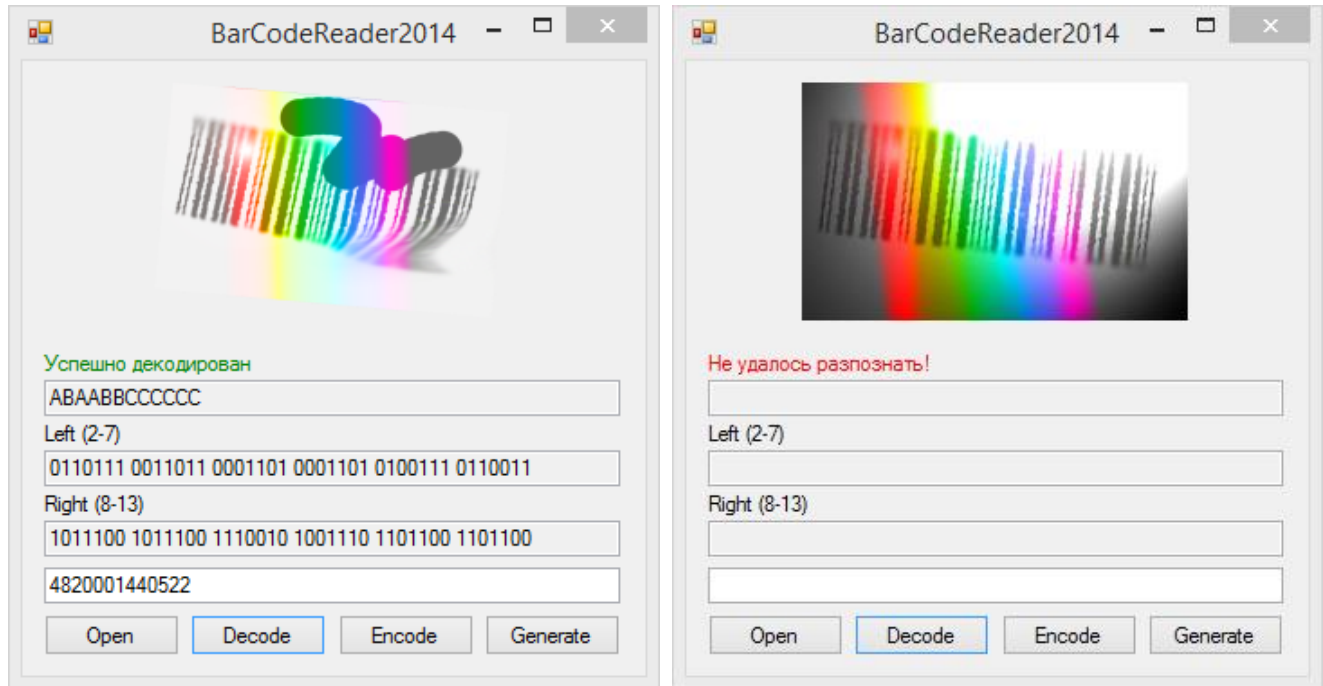 BarCodeReader2014
Успешно декодирован
ABAABBCCCCCC
Left (2-7)
0110111 0011011 0001101 0001101 0100111 0110011
Right (8-13)
1011100 1011100 1110010 1001110 1101100 1101100
4820001440522
Open Decode Encode Generate
BarCodeReader2014
Не удалось разпознать!
Left (2-7)
Right (8-13)
Open Decode Encode Generate